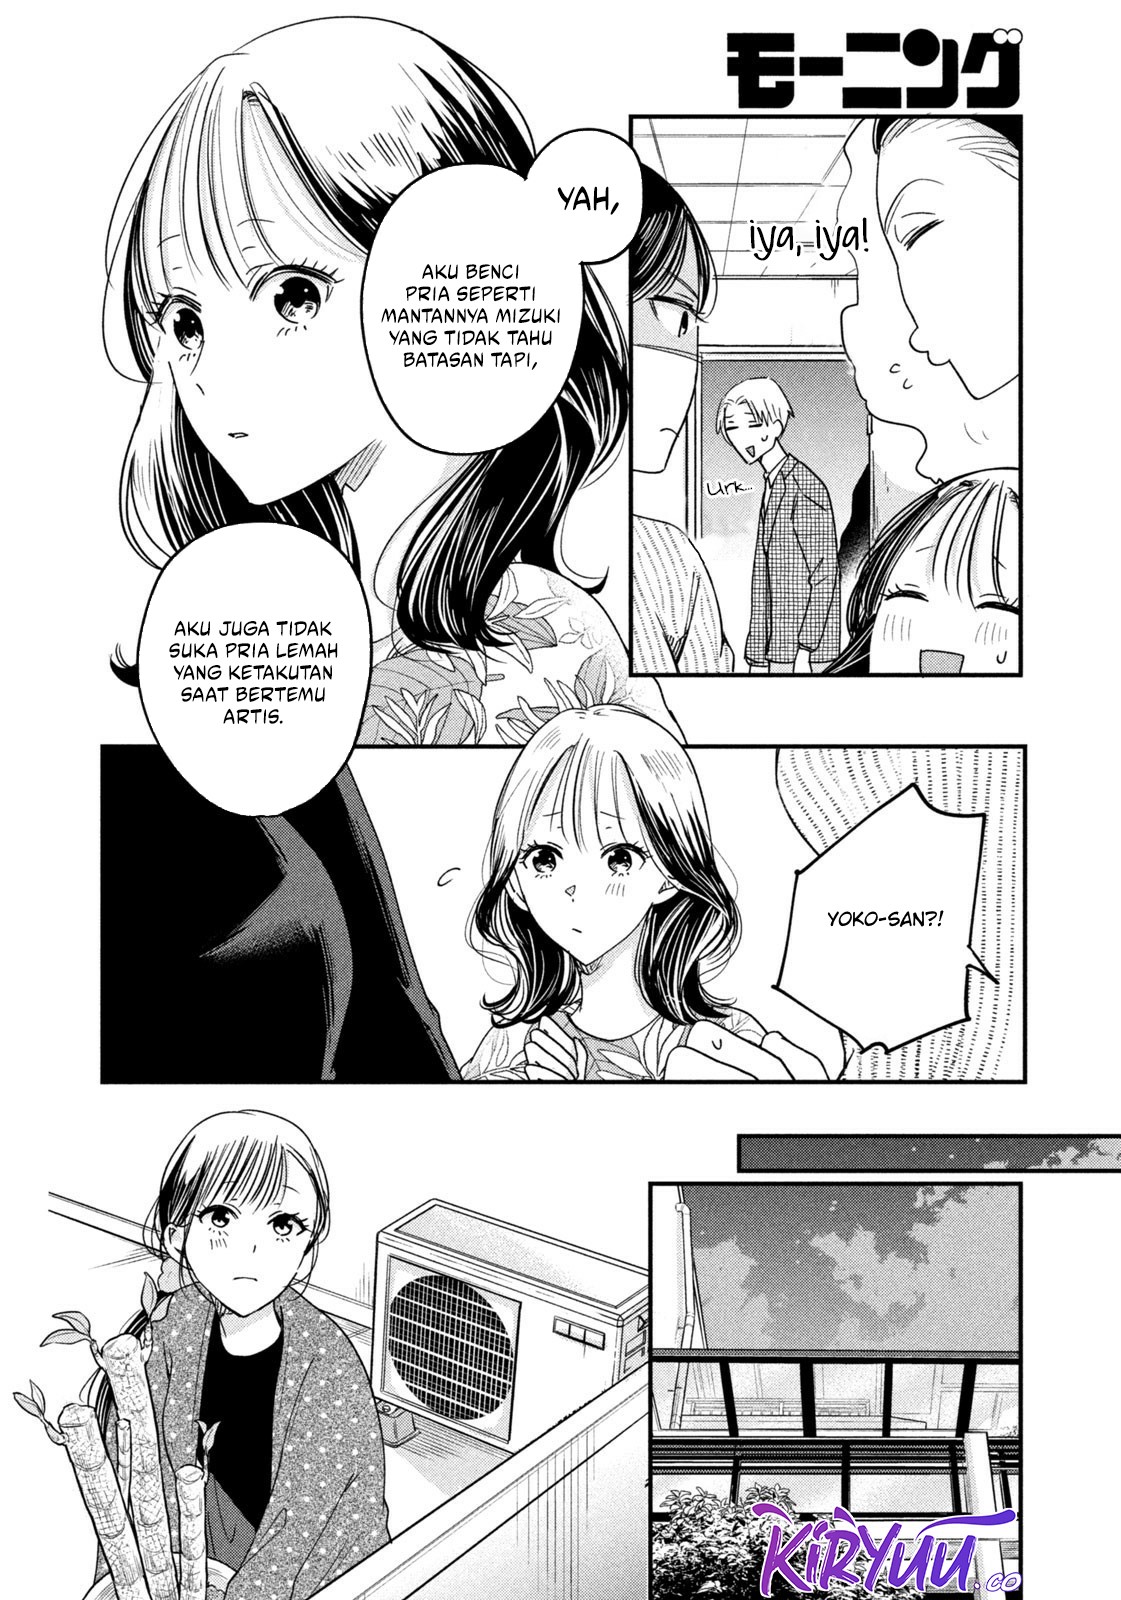 モーニング
iya, iya!
Urk...
YAH,
AKU BENCI
PRIA SEPERTI
MANTANNYA MIZUKI
YANG TIDAK TAHU
BATASAN TAPI,
AKU JUGA TIDAK
SUKA PRIA LEMAH
YANG KETAKUTAN
SAAT BERTEMU
ARTIS.
YOKO-SAN?!
KIRYUU.CO